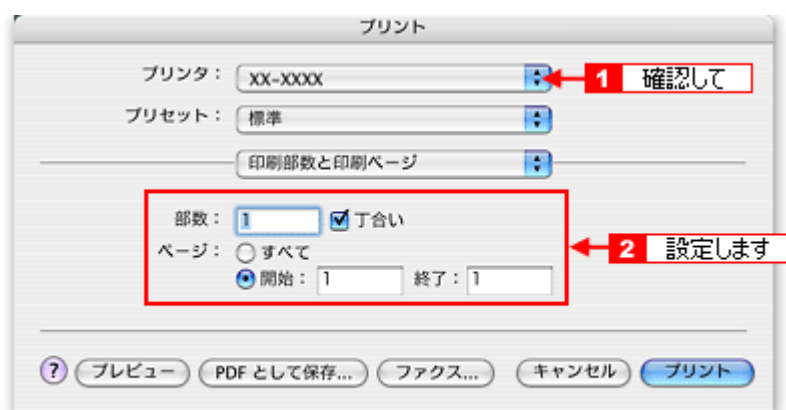 プリント
プリンタ： XX-XXXX 1 確認して
プリセット： 標準
印刷部数と印刷ページ
部数： 1 丁合い
ページ： すべて
2 設定します
開始： 1 終了： 1
? プレビュー PDF として保存... ファクス... キャンセル プリント